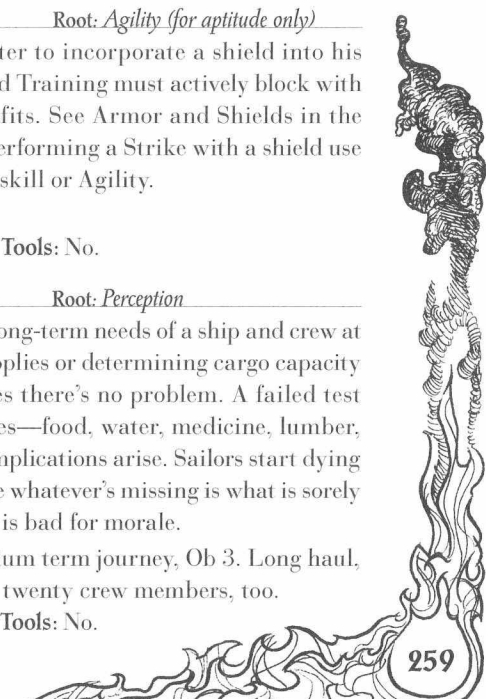 Root: Agility (for aptitude only)
ter to incorporate a shield into his
d Training must actively block with
fits. See Armor and Shields in the
erforming a Strike with a shield use
skill or Agility.
Tools: No.
Root: Perception
ong-term needs of a ship and crew at
pplies or determining cargo capacity
es there's no problem. A failed test
es—food, water, medicine, lumber,
mplications arise. Sailors start dying
e whatever's missing is what is sorely
is bad for morale.
um term journey, Ob 3. Long haul,
twenty crew members, too.
Tools: No.
259